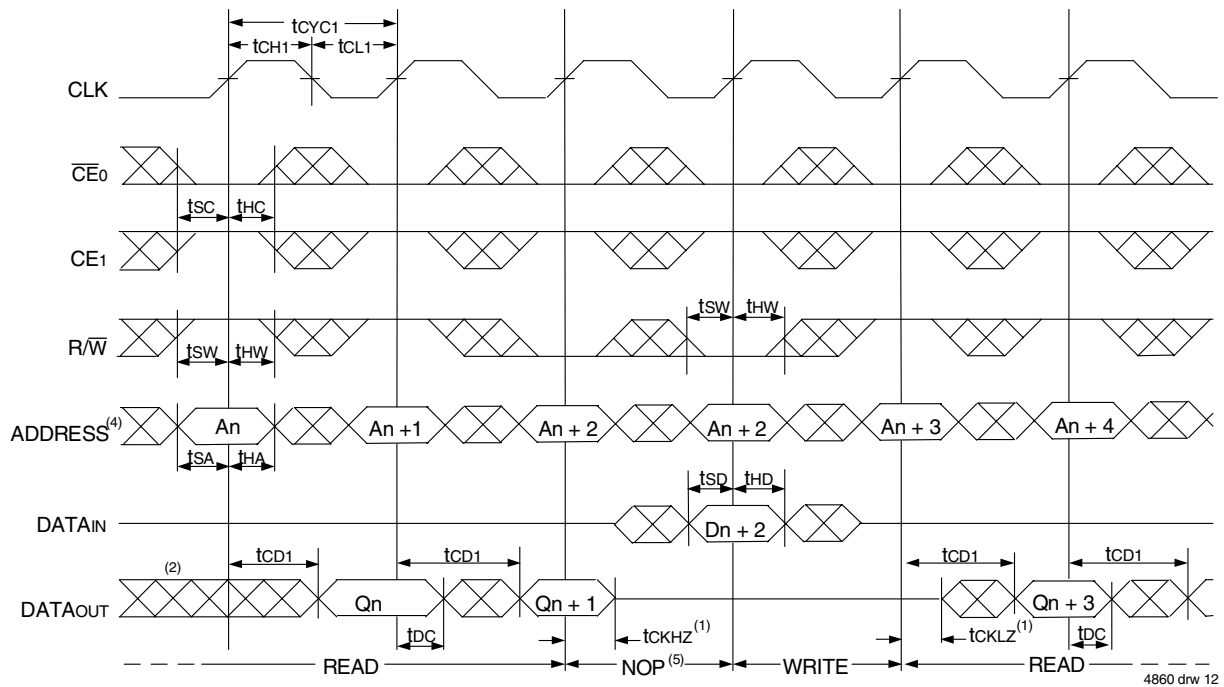 tCYC1
tCH1 tCL1
CLK
CE0
tSC tHC
CE1
tSW tHW
R/W
tSW tHW
ADDRESS(4) An An +1 An + 2 An + 2 An + 3 An + 4
tSA tHA
tSD tHD
DATAIN Dn + 2
(2) tCD1 tCD1 tCD1 tCD1
DATAOUT Qn Qn + 1 Qn + 3
tDC tCKHZ(1) tCKLZ(1) tDC
READ NOP(5) WRITE READ
4860 drw 12